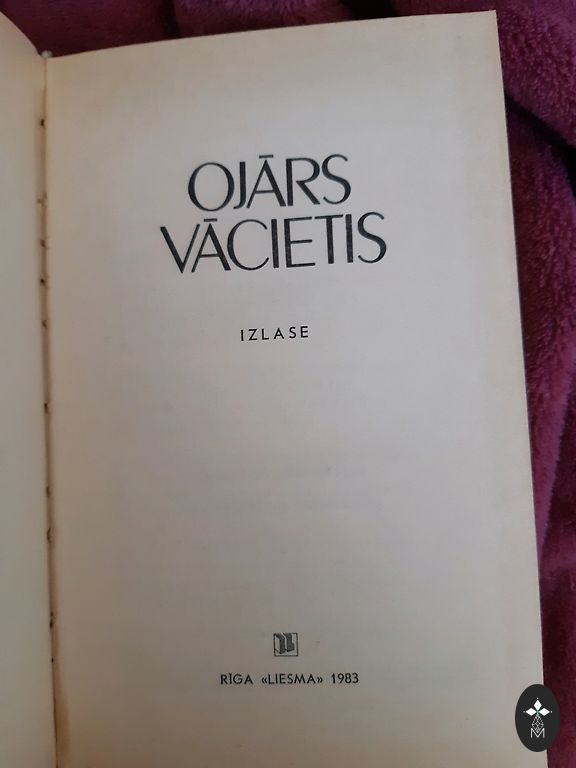 OJĀRS
VĀCIETIS
IZLASE
RĪGA «LIESMA» 1983